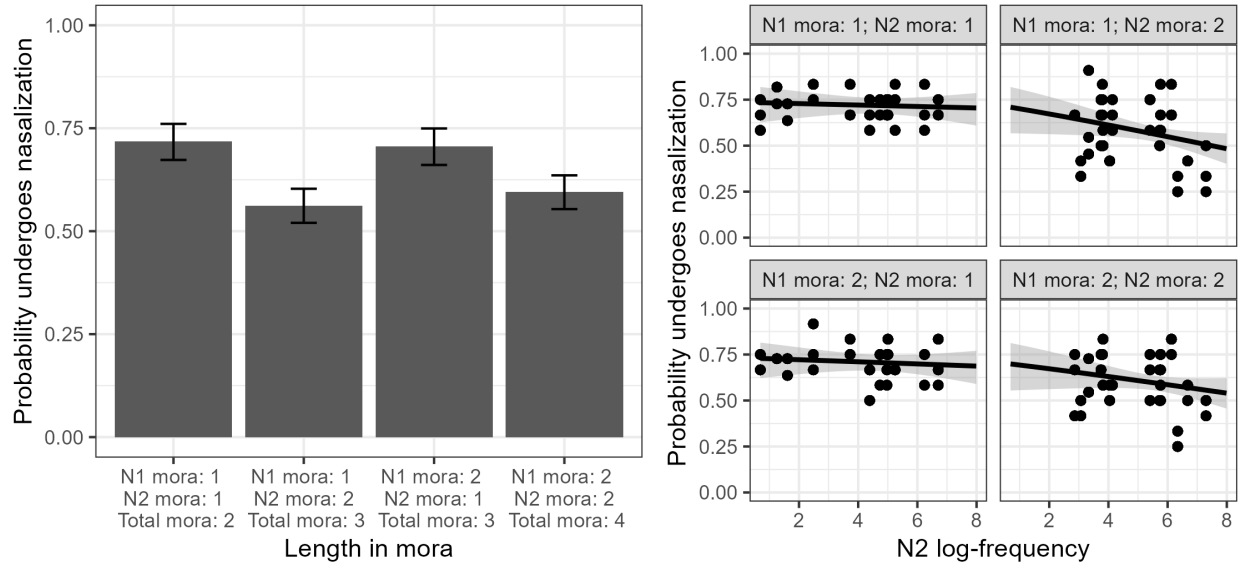 Probability undergoes nasalization
1.00
0.75
0.50
0.25
0.00
N1 mora: 1 N1 mora: 1 N1 mora: 2 N1 mora: 2
N2 mora: 1 N2 mora: 2 N2 mora: 1 N2 mora: 2
Total mora: 2 Total mora: 3 Total mora: 3 Total mora: 4
Length in mora
Probability undergoes nasalization
N1 mora: 1; N2 mora: 1 N1 mora: 1; N2 mora: 2
1.00
0.75
0.50
0.25
0.00
N1 mora: 2; N2 mora: 1 N1 mora: 2; N2 mora: 2
1.00
0.75
0.50
0.25
0.00
2 4 6 8 2 4 6 8
N2 log-frequency